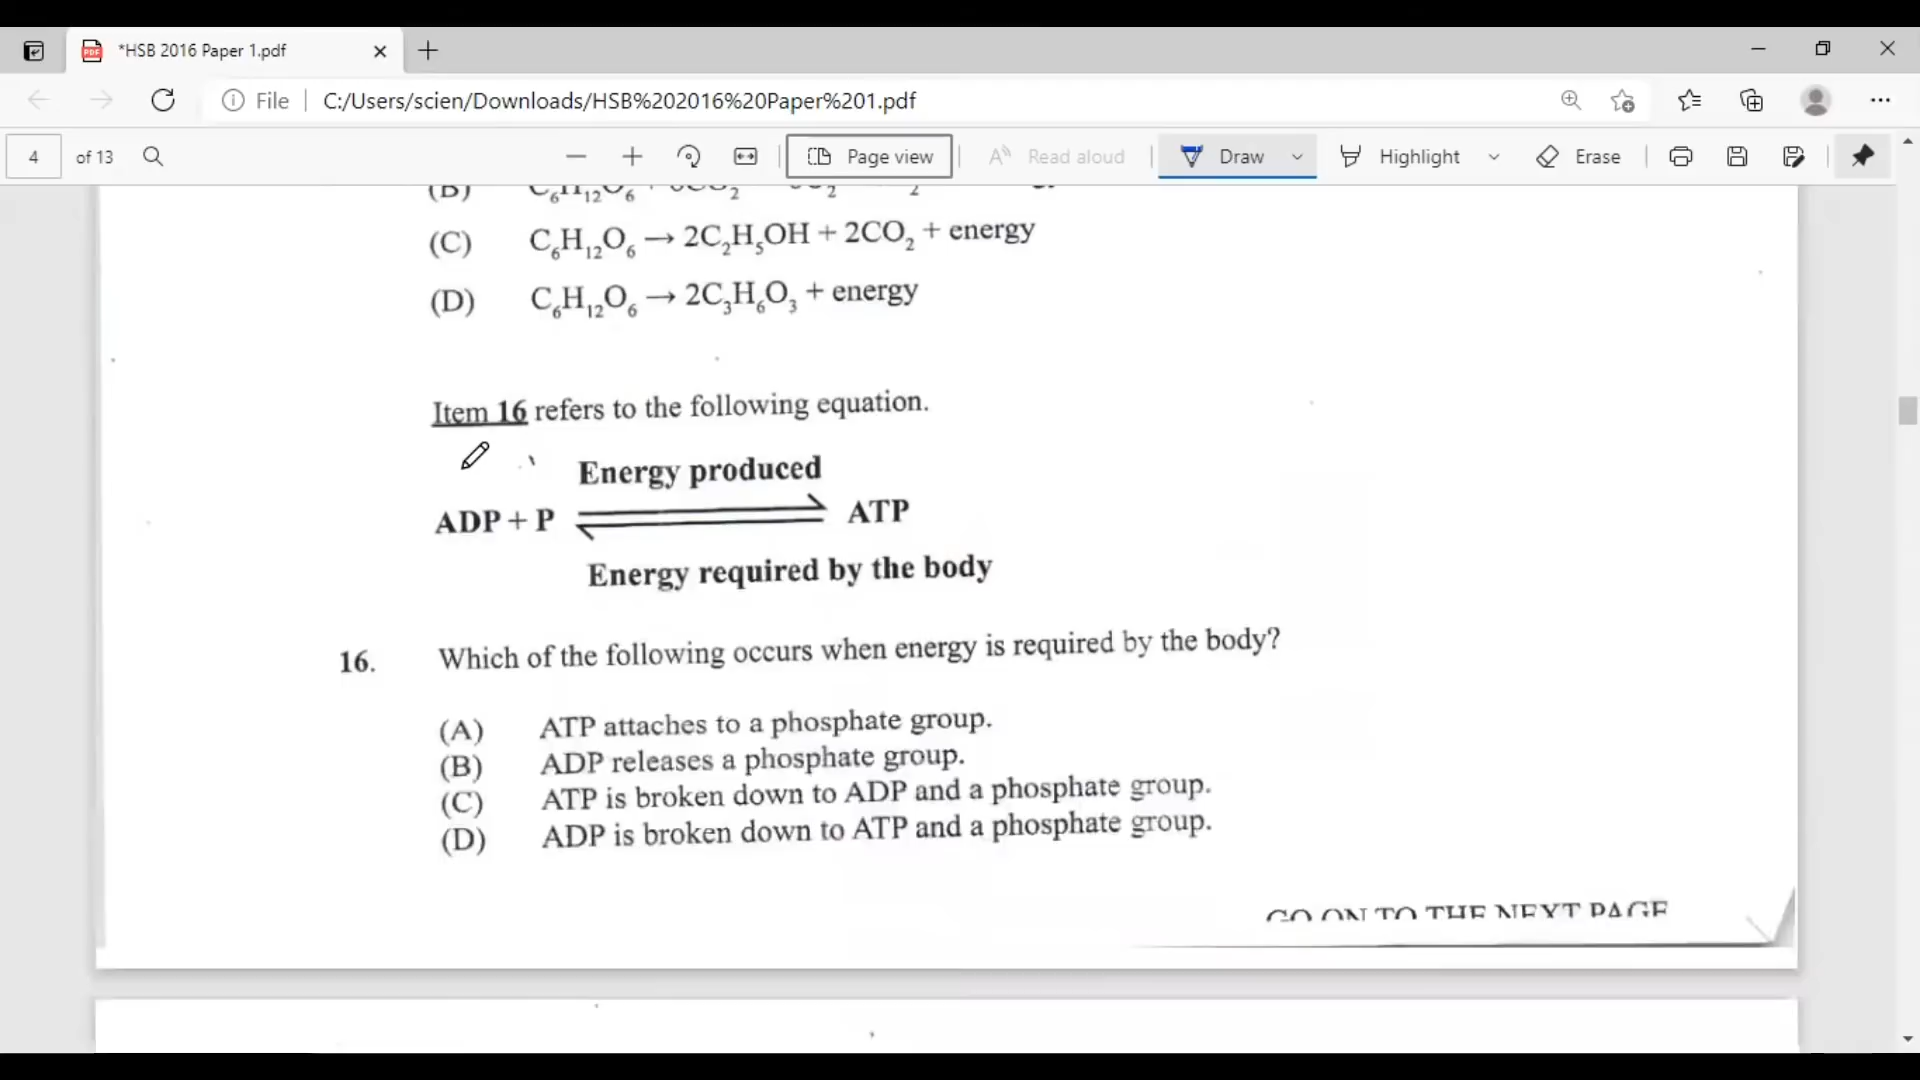 *HSB 2016 Paper 1.pdf
File C:/Users/scien/Downloads/HSB%202016%20Paper%201.pdf
4 of 13 Page view Read aloud Draw Highlight Erase
(B)
(C) C₆H₁₂O₆ → 2C₂H₅OH + 2CO₂ + energy
(D) C₆H₁₂O₆ → 2C₃H₆O₃ + energy
Item 16 refers to the following equation.
Energy produced
ADP + P ⇌ ATP
Energy required by the body
16. Which of the following occurs when energy is required by the body?
(A) ATP attaches to a phosphate group.
(B) ADP releases a phosphate group.
(C) ATP is broken down to ADP and a phosphate group.
(D) ADP is broken down to ATP and a phosphate group.
GO ON TO THE NEXT PAGE